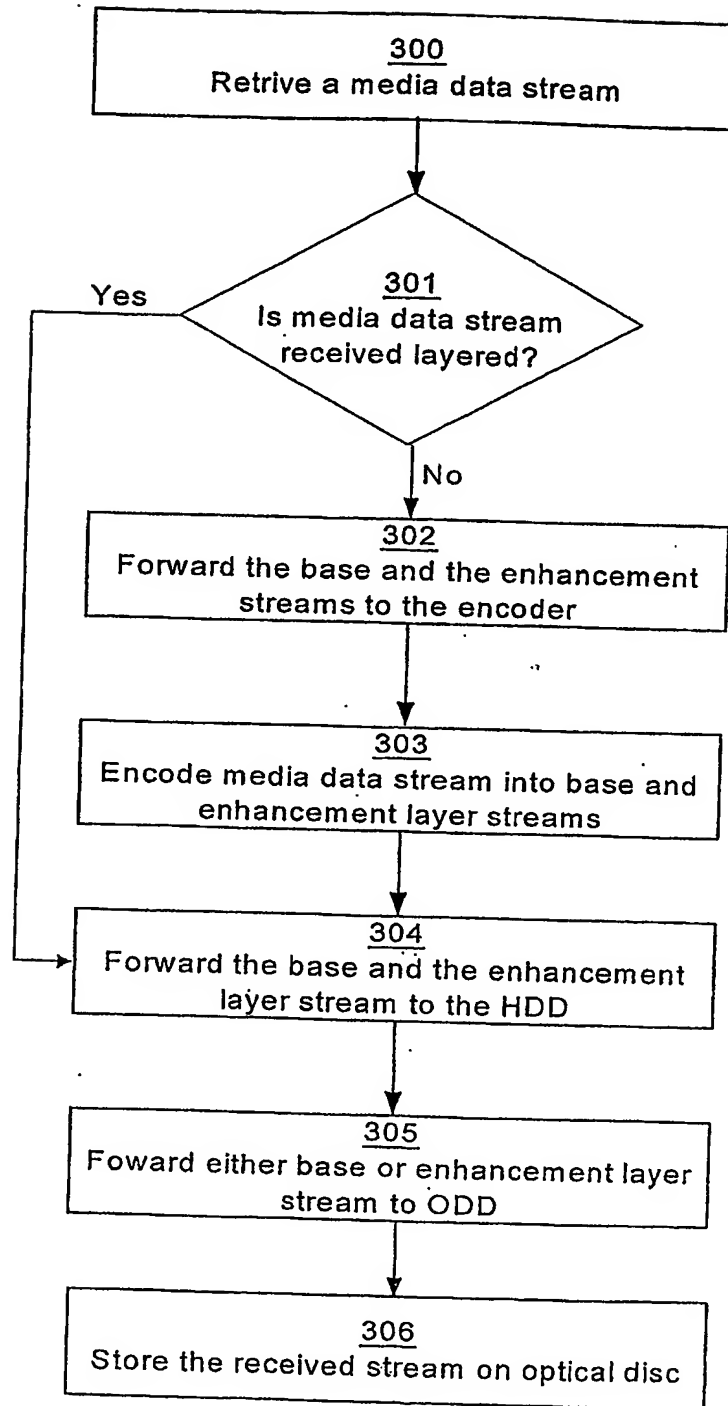 300
Retrive a media data stream
301
Is media data stream
received layered?
Yes
No
302
Forward the base and the enhancement
streams to the encoder
303
Encode media data stream into base and
enhancement layer streams
304
Forward the base and the enhancement
layer stream to the HDD
305
Foward either base or enhancement layer
stream to ODD
306
Store the received stream on optical disc